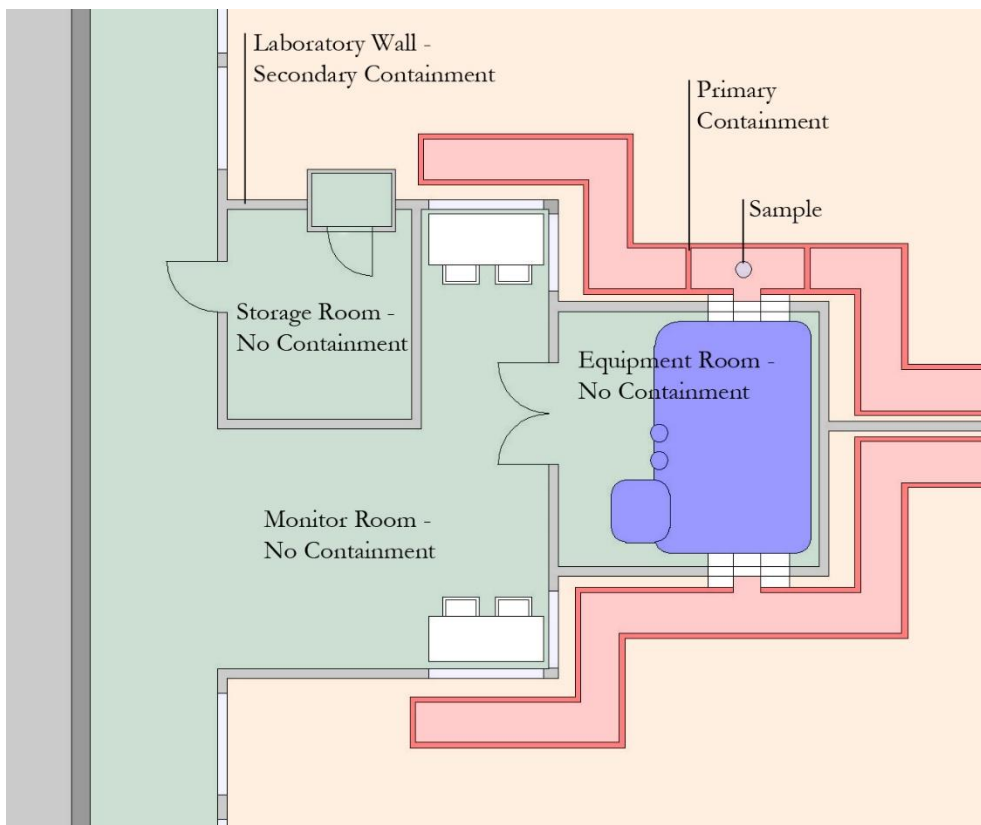 Laboratory Wall -
Secondary Containment
Primary
Containment
Sample
Storage Room -
No Containment
Equipment Room -
No Containment
Monitor Room -
No Containment